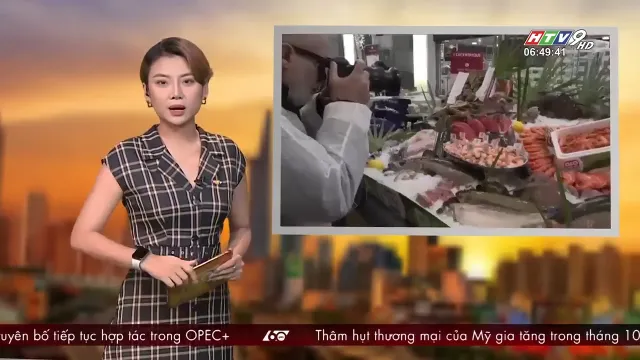 HTV9 HD
06:49:41
uyên bố tiếp tục hợp tác trong OPEC+
60
Thâm hụt thương mại của Mỹ gia tăng trong tháng 10